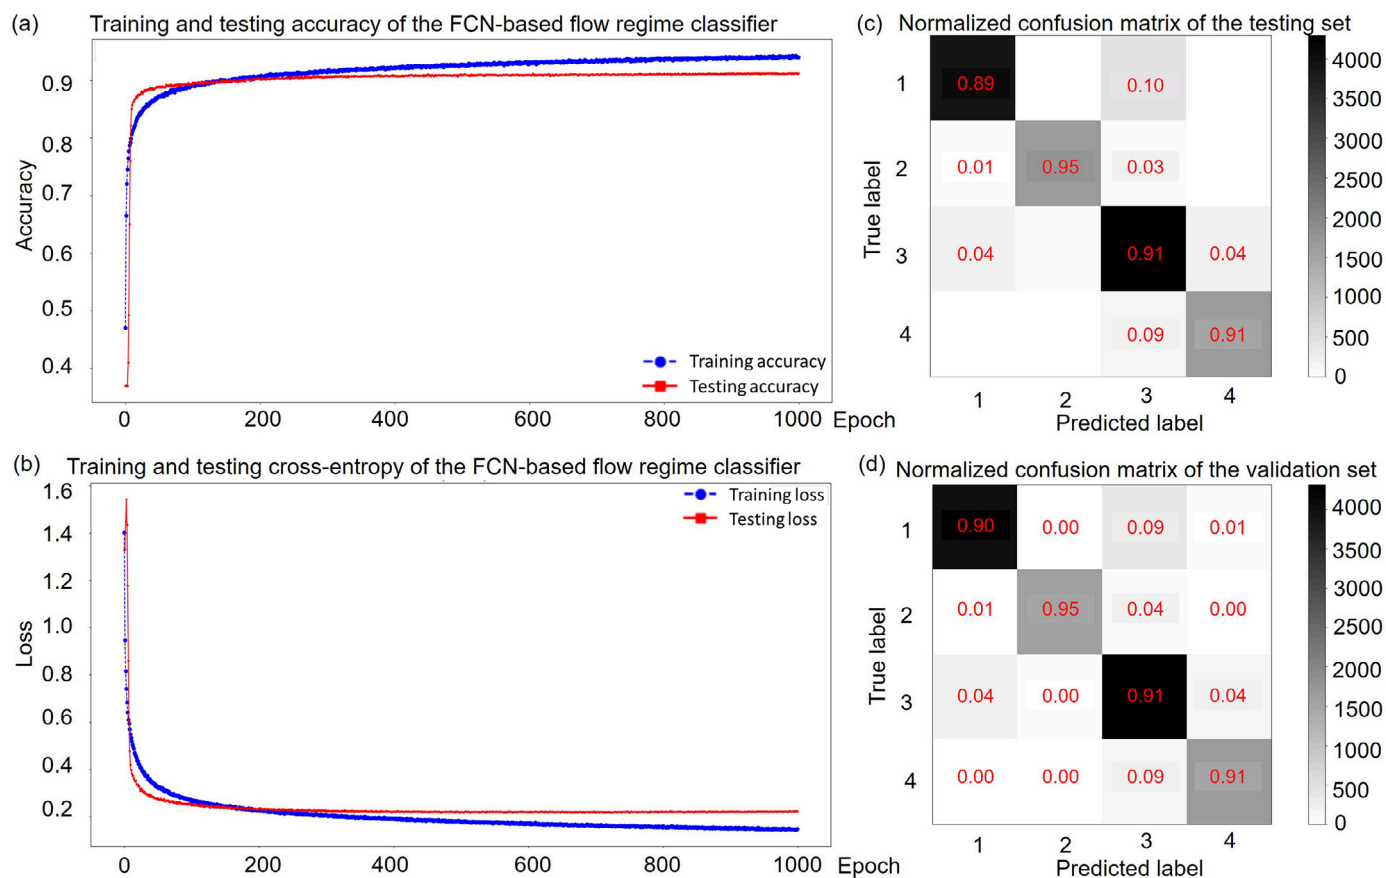 (a) Training and testing accuracy of the FCN-based flow regime classifier
0.9
0.8
0.7
0.6
0.5
0.4
Accuracy
Training accuracy
Testing accuracy
0 200 400 600 800 1000 Epoch
(b) Training and testing cross-entropy of the FCN-based flow regime classifier
1.6
1.4
1.2
1.0
0.8
0.6
0.4
0.2
Loss
Training loss
Testing loss
0 200 400 600 800 1000 Epoch
(c) Normalized confusion matrix of the testing set
True label
1 0.89 0.10
2 0.01 0.95 0.03
3 0.04 0.91 0.04
4 0.09 0.91
1 2 3 4
Predicted label
4000
3500
3000
2500
2000
1500
1000
500
0
(d) Normalized confusion matrix of the validation set
True label
1 0.90 0.00 0.09 0.01
2 0.01 0.95 0.04 0.00
3 0.04 0.00 0.91 0.04
4 0.00 0.00 0.09 0.91
1 2 3 4
Predicted label
4000
3500
3000
2500
2000
1500
1000
500
0